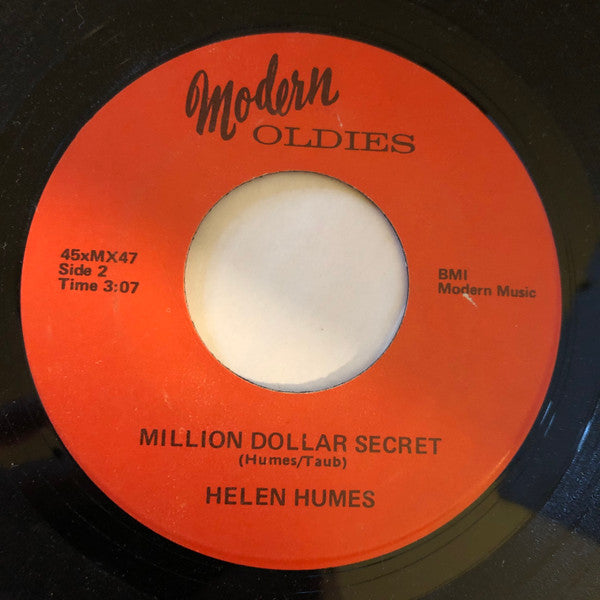 Modern
OLDIES
45xMX47
Side 2
Time 3:07
BMI
Modern Music
MILLION DOLLAR SECRET
(Humes/Taub)
HELEN HUMES